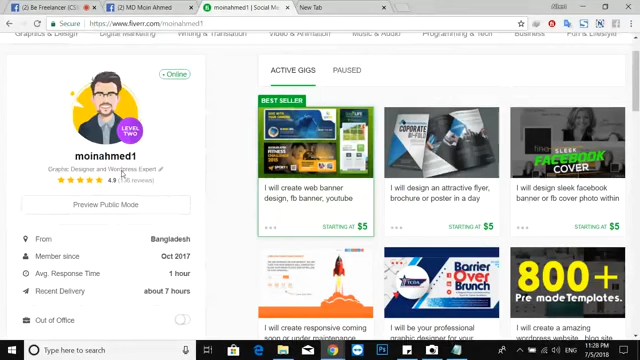 (2) Be Freelancer (CS
(2) MD Moin Ahmed
moinahmed1 | Social Me
New Tab
Secure
https://www.fiverr.com/moinahmed1
Graphics & Design
Digital Marketing
Writing & Translation
Video & Animation
Music & Audio
Programming & Tech
Business
Fun & Lifestyle
Online
LEVEL
TWO
moinahmed1
Graphic Designer and Wordpress Expert
4.9 (136 reviews)
Preview Public Mode
From Bangladesh
Member since Oct 2017
Avg. Response Time 1 hour
Recent Delivery about 7 hours
Out of Office
ACTIVE GIGS PAUSED
BEST SELLER
I will create web banner
design, fb banner, youtube
STARTING AT $5
I will design an attractive flyer,
brochure or poster in a day
STARTING AT $5
SLEEK
FACEBOOK
COVER
I will design sleek facebook
banner or fb cover photo within
STARTING AT $5
I will create responsive coming
soon or under maintenance
Barrier
Over
Brunch
I will be your professional
graphic designer for
800+
Pre made Templates.
I will create a amazing
wordpress website , blog site
Type here to search
ENG
11:28 PM
7/5/2018